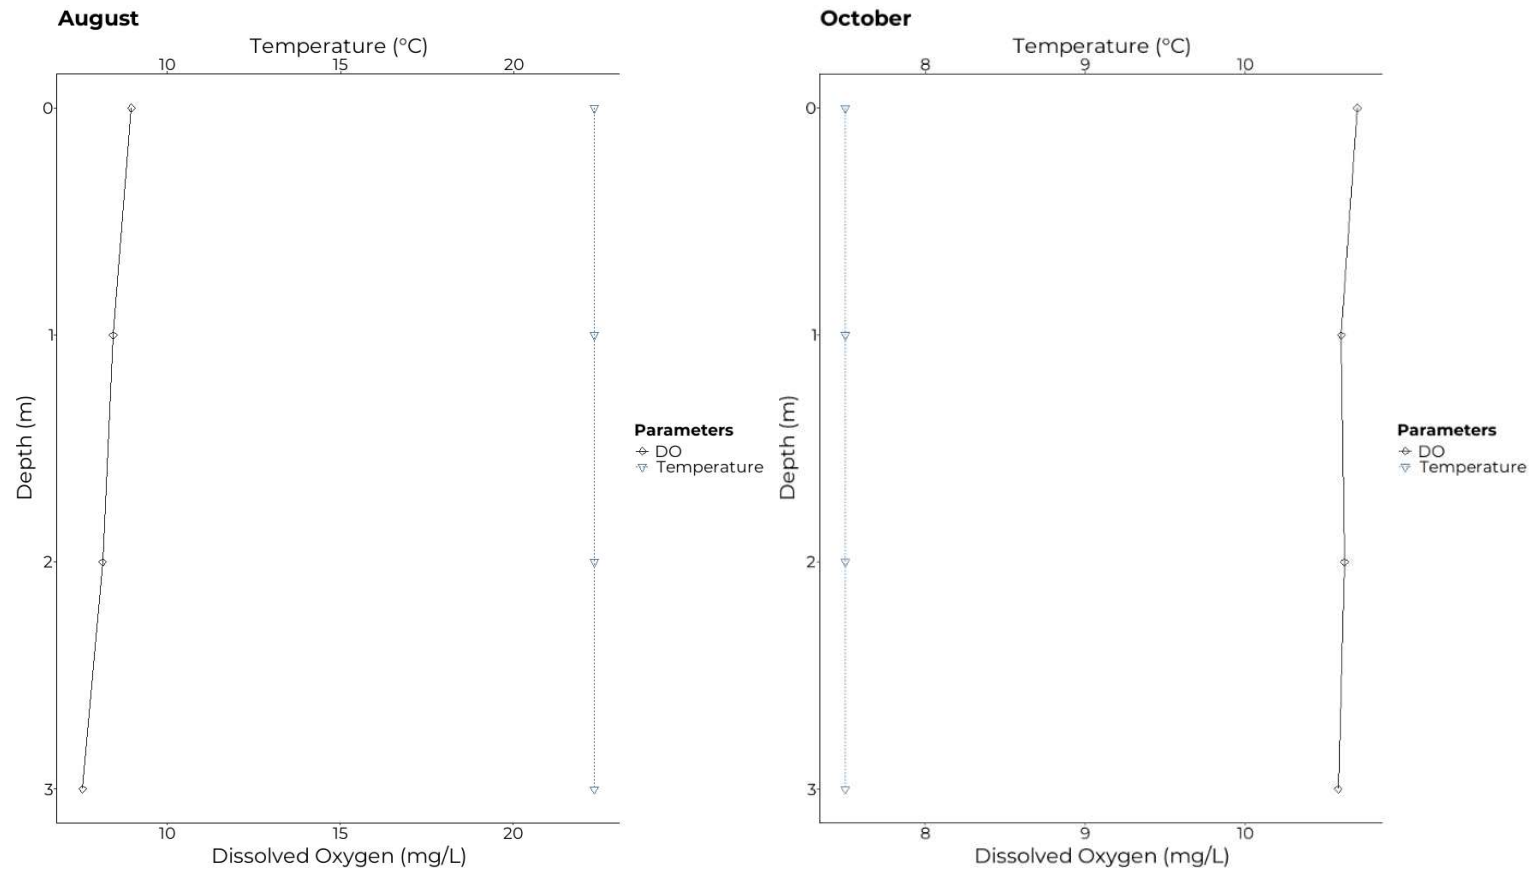 August
Temperature (°C)
10 15 20
0
1
2
3
Depth (m)
10 15 20
Dissolved Oxygen (mg/L)
Parameters
DO
Temperature
October
Temperature (°C)
8 9 10
0
1
2
3
Depth (m)
8 9 10
Dissolved Oxygen (mg/L)
Parameters
DO
Temperature